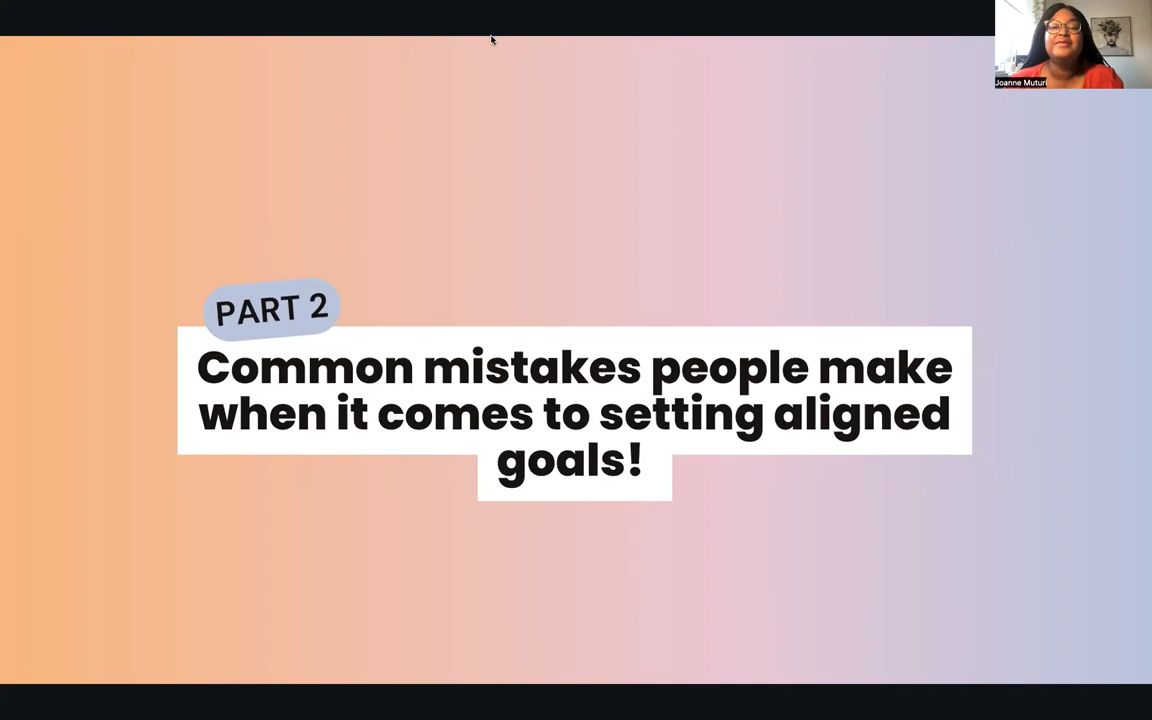 Joanne Muturi
PART 2
Common mistakes people make
when it comes to setting aligned
goals!